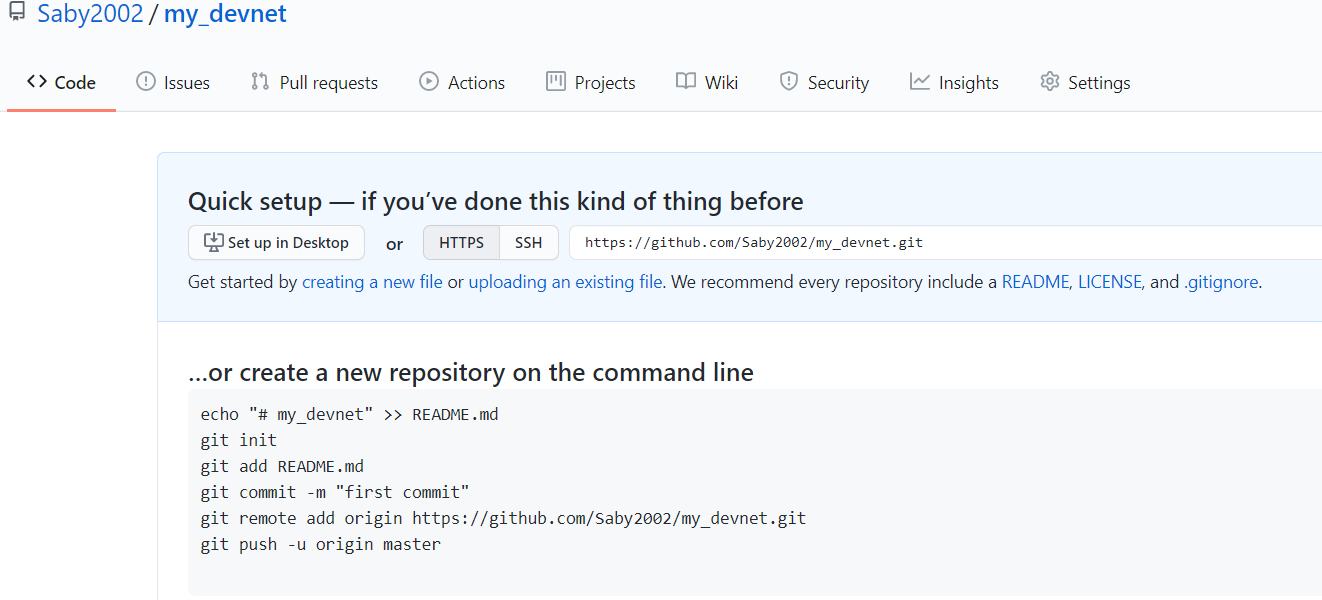 Saby2002 / my_devnet
Code Issues Pull requests Actions Projects Wiki Security Insights Settings
Quick setup — if you’ve done this kind of thing before
Set up in Desktop or HTTPS SSH https://github.com/Saby2002/my_devnet.git
Get started by creating a new file or uploading an existing file. We recommend every repository include a README, LICENSE, and .gitignore.
…or create a new repository on the command line
echo "# my_devnet" >> README.md
git init
git add README.md
git commit -m "first commit"
git remote add origin https://github.com/Saby2002/my_devnet.git
git push -u origin master